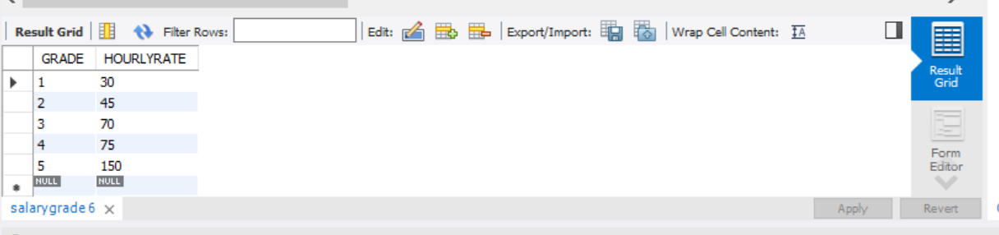 Result Grid Filter Rows: Edit: Export/Import: Wrap Cell Content: IA
GRADE HOURLYRATE
1 30
2 45
3 70
4 75
5 150
NULL NULL
Result
Grid
Form
Editor
salarygrade 6 × Apply Revert